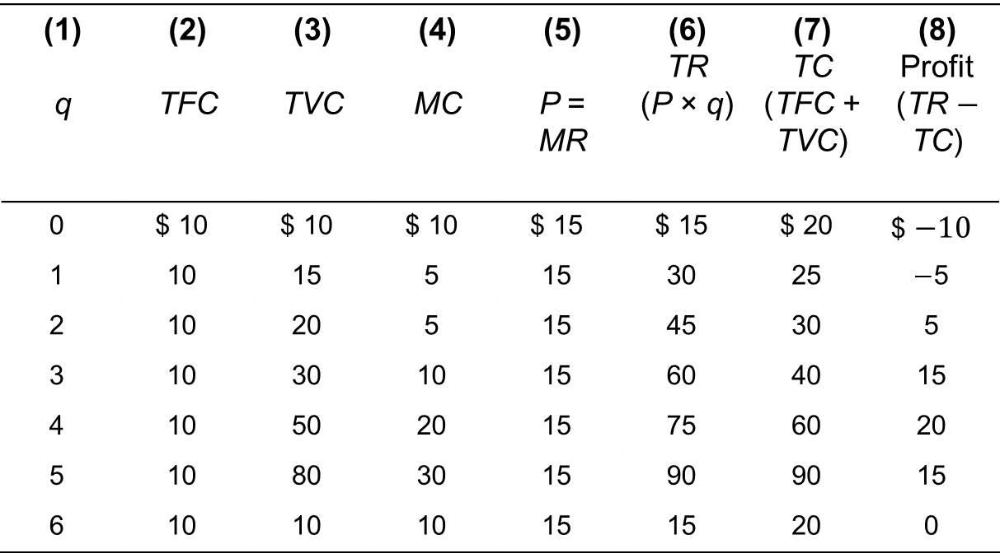 (1) (2) (3) (4) (5) (6) (7) (8)
TR TC Profit
q TFC TVC MC P = (P × q) (TFC + (TR –
MR TVC) TC)
0 $ 10 $ 10 $ 10 $ 15 $ 15 $ 20 $ −10
1 10 15 5 15 30 25 −5
2 10 20 5 15 45 30 5
3 10 30 10 15 60 40 15
4 10 50 20 15 75 60 20
5 10 80 30 15 90 90 15
6 10 10 10 15 15 20 0